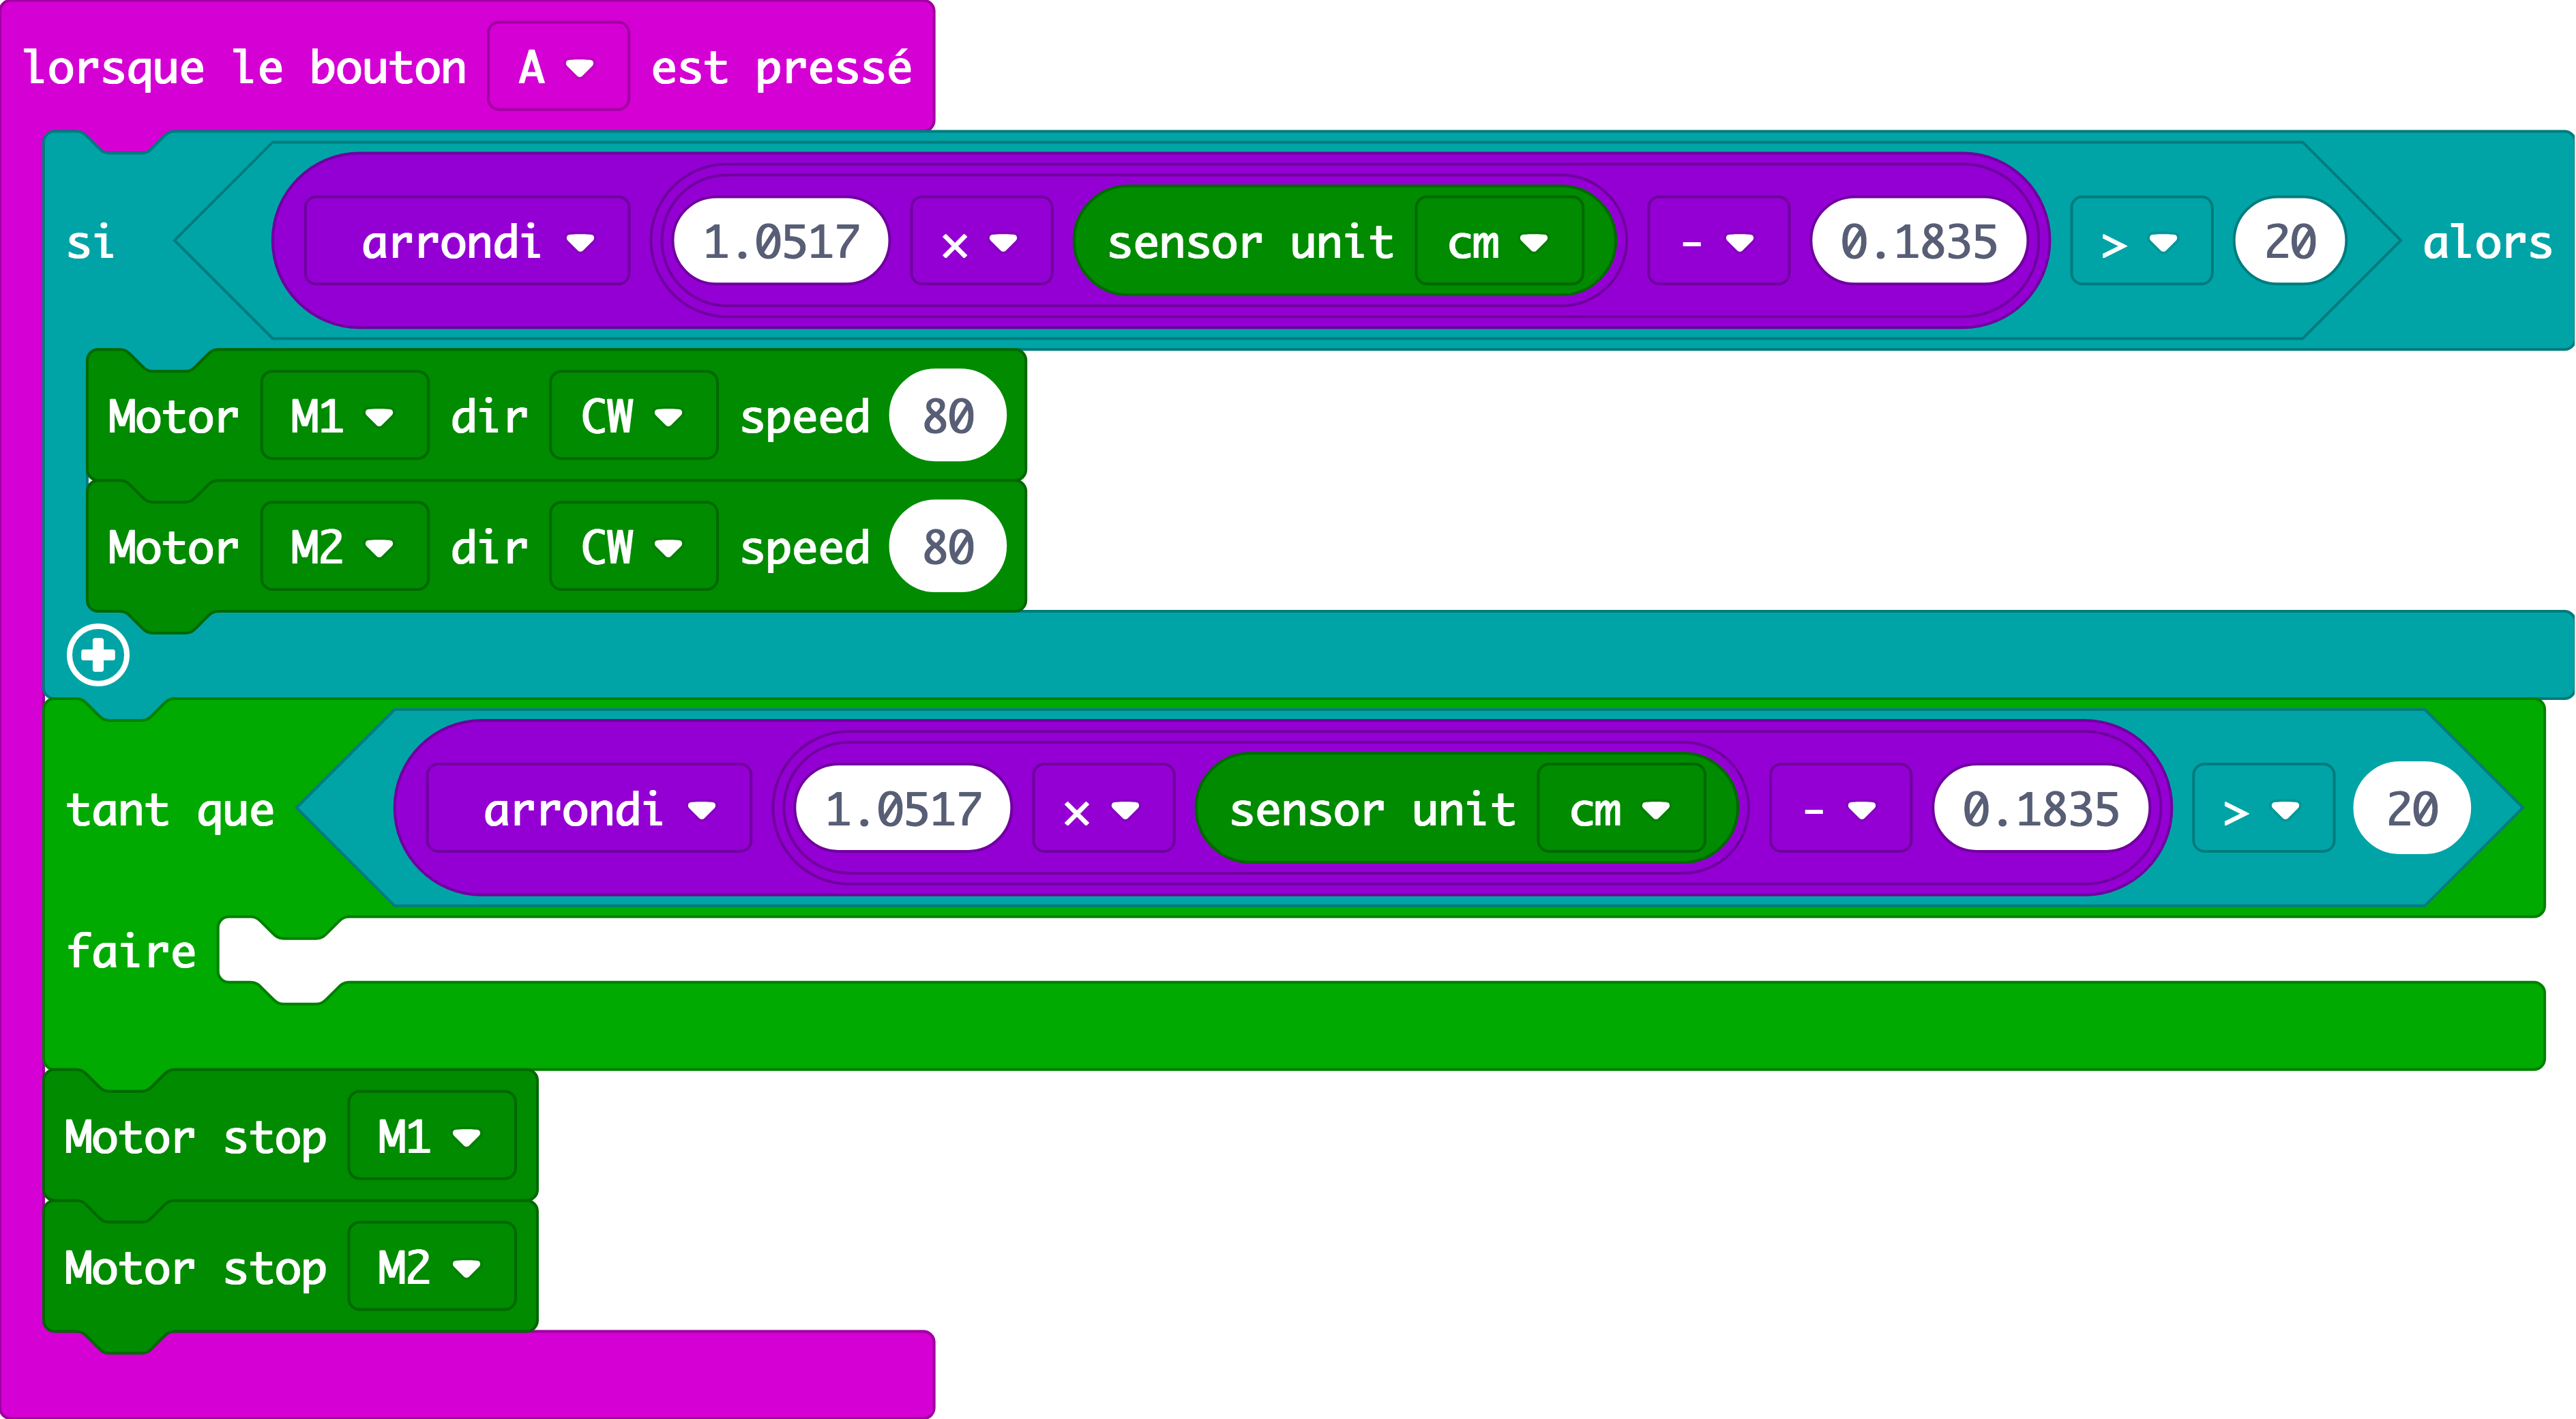 lorsque le bouton A est pressé
si arrondi 1.0517 × sensor unit cm - 0.1835 > 20 alors
Motor M1 dir CW speed 80
Motor M2 dir CW speed 80
tant que arrondi 1.0517 × sensor unit cm - 0.1835 > 20
faire
Motor stop M1
Motor stop M2